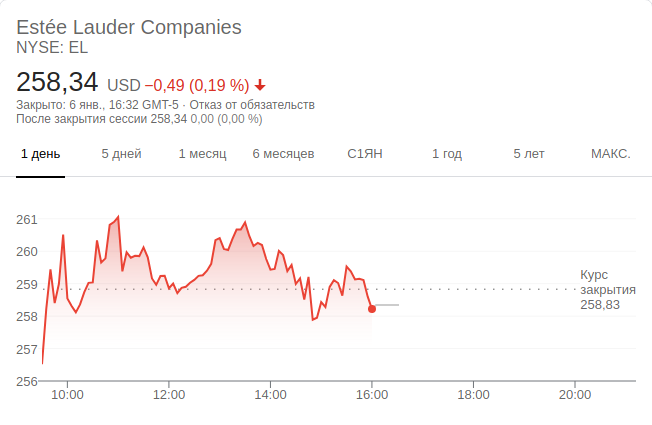 Estée Lauder Companies
NYSE: EL
258,34 USD −0,49 (0,19 %)
Закрыто: 6 янв., 16:32 GMT-5 · Отказ от обязательств
После закрытия сессии 258,34 0,00 (0,00 %)
1 день 5 дней 1 месяц 6 месяцев С1ЯН 1 год 5 лет МАКС.
261
260
259
258
257
256
Курс
закрытия
258,83
10:00 12:00 14:00 16:00 18:00 20:00